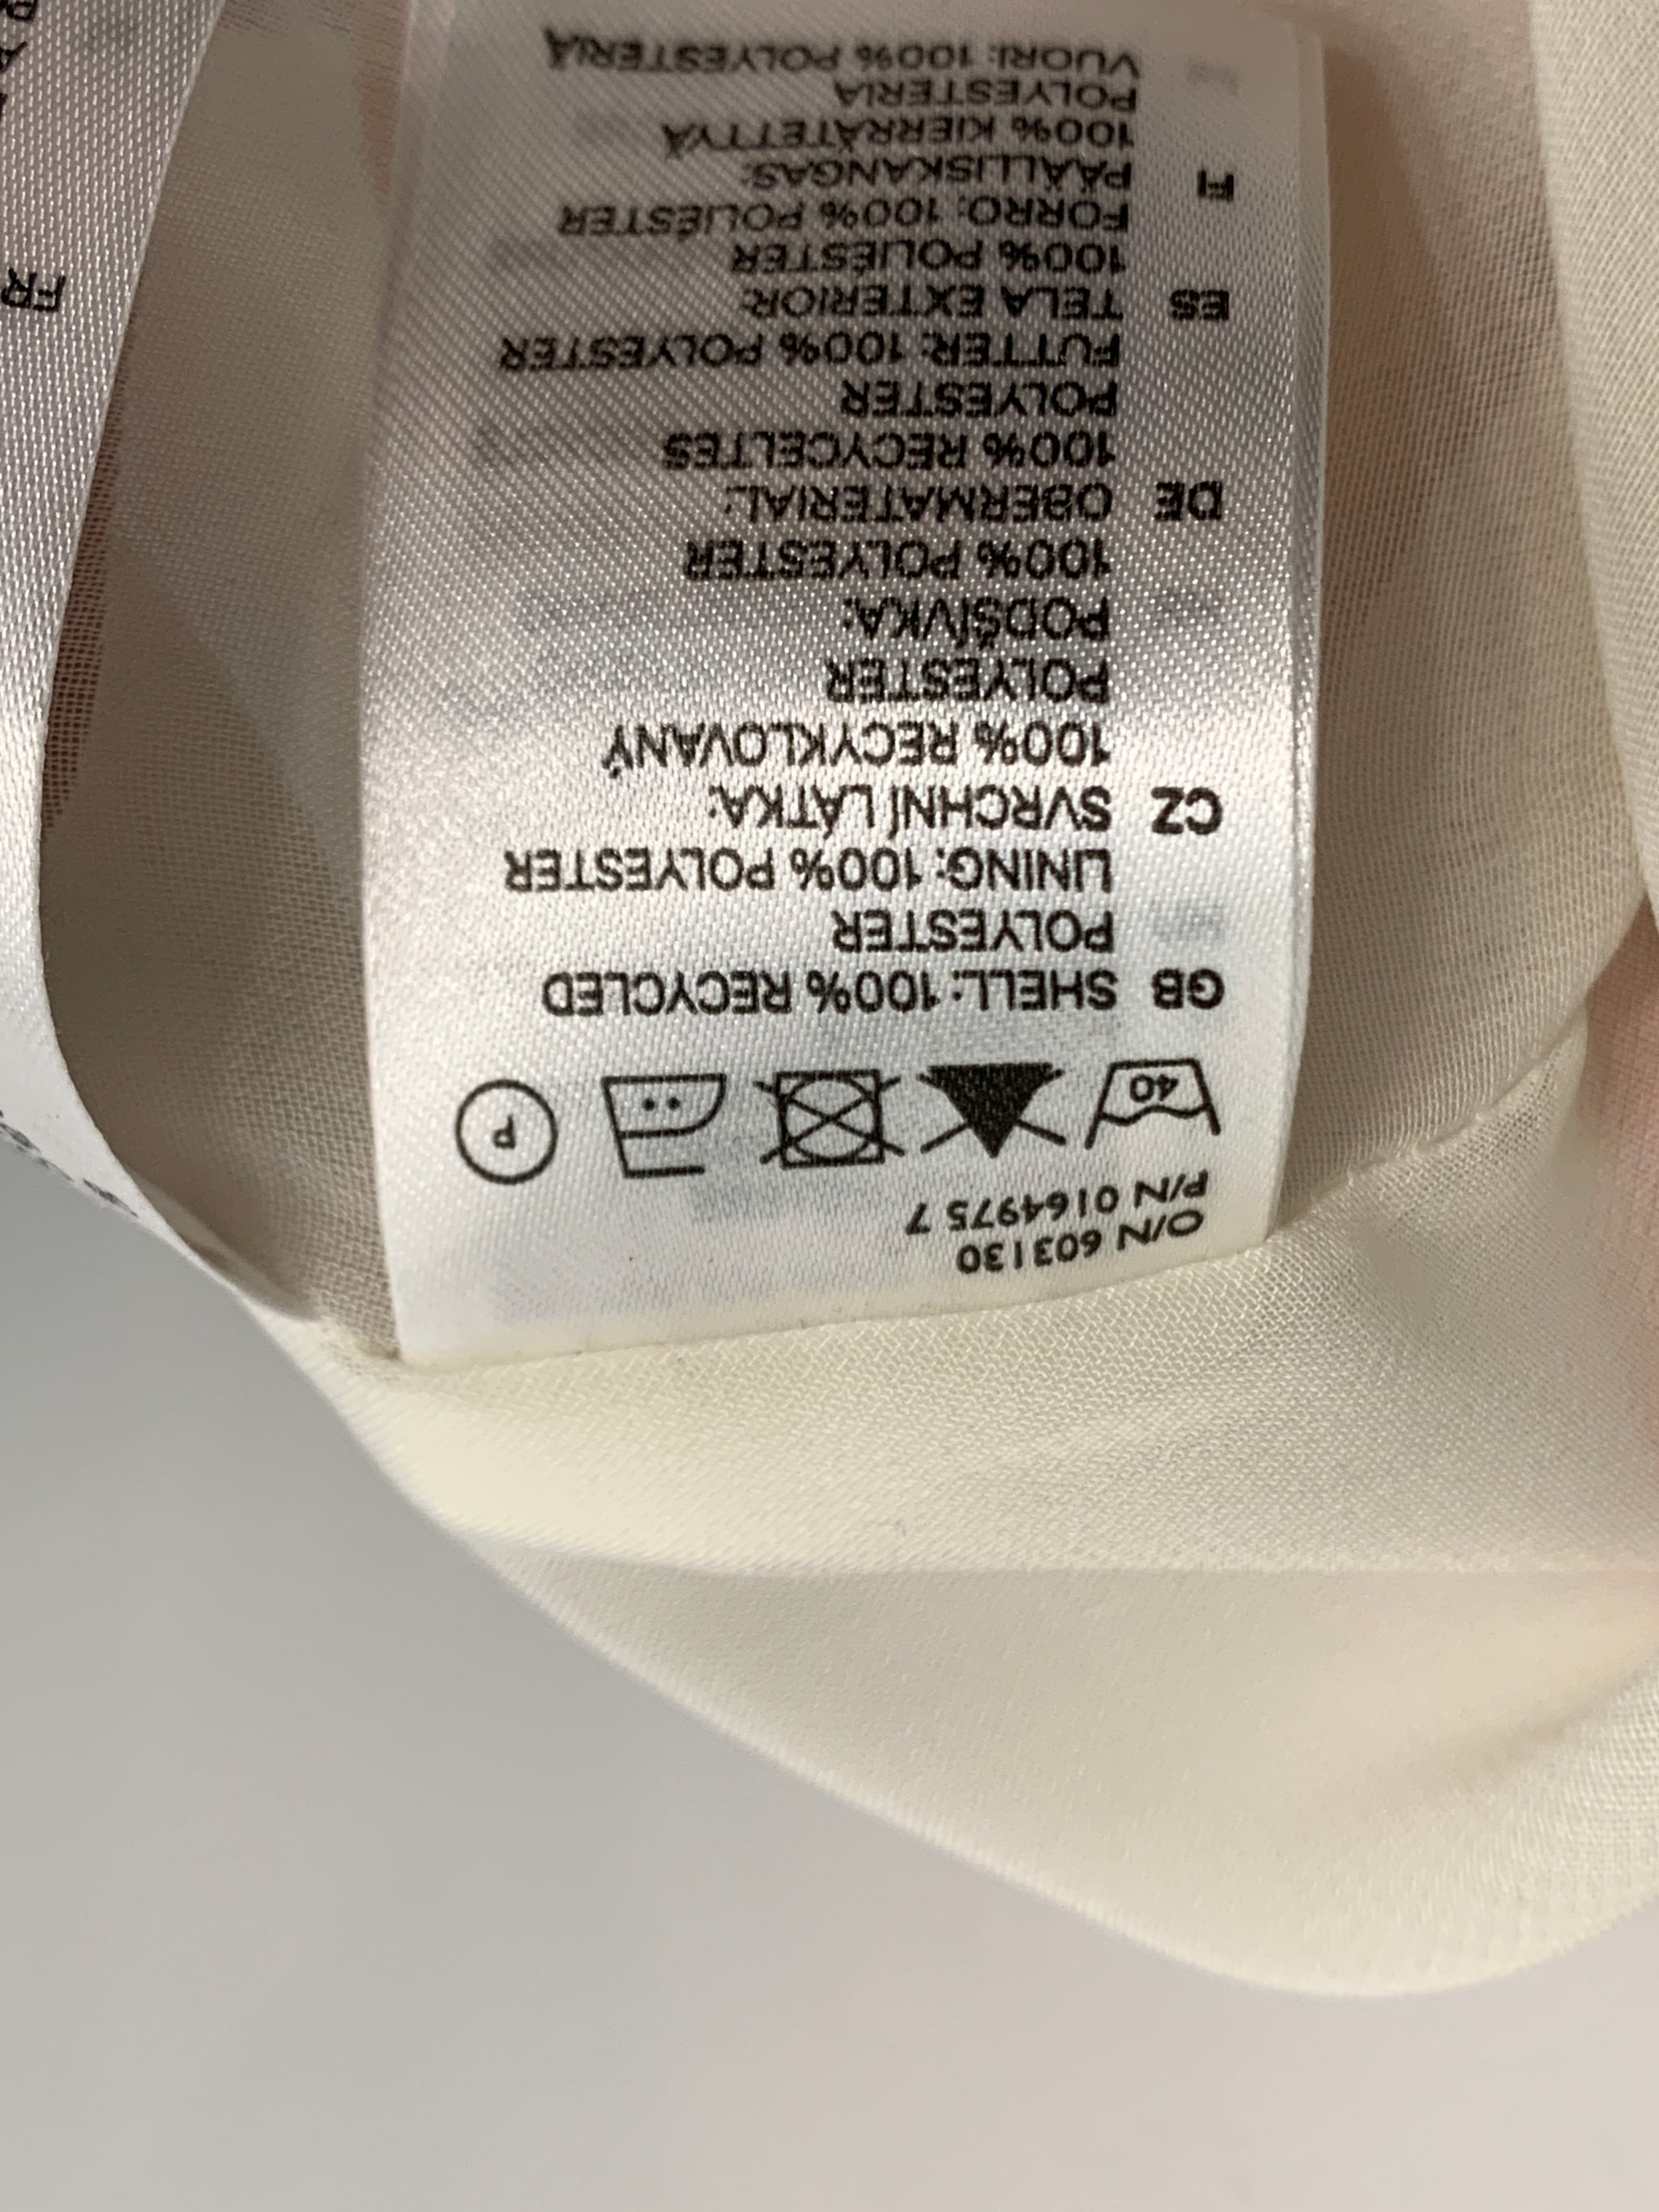 O/N 603130
P/N 0164975 7
40
P
GB SHELL: 100% RECYCLED
POLYESTER
LINING: 100% POLYESTER
CZ SVRCHNÍ LÁTKA:
100% RECYKLOVANÝ
POLYESTER
PODŠÍVKA:
100% POLYESTER
DE OBERMATERIAL:
100% RECYCELTES
POLYESTER
FUTTER: 100% POLYESTER
ES TELA EXTERIOR:
100% POLIÉSTER
FORRO: 100% POLIÉSTER
FI PÄÄLLISKANGAS:
100% KIERRÄTETTYÄ
POLYESTERIA
VUORI: 100% POLYESTERIÄ
FR